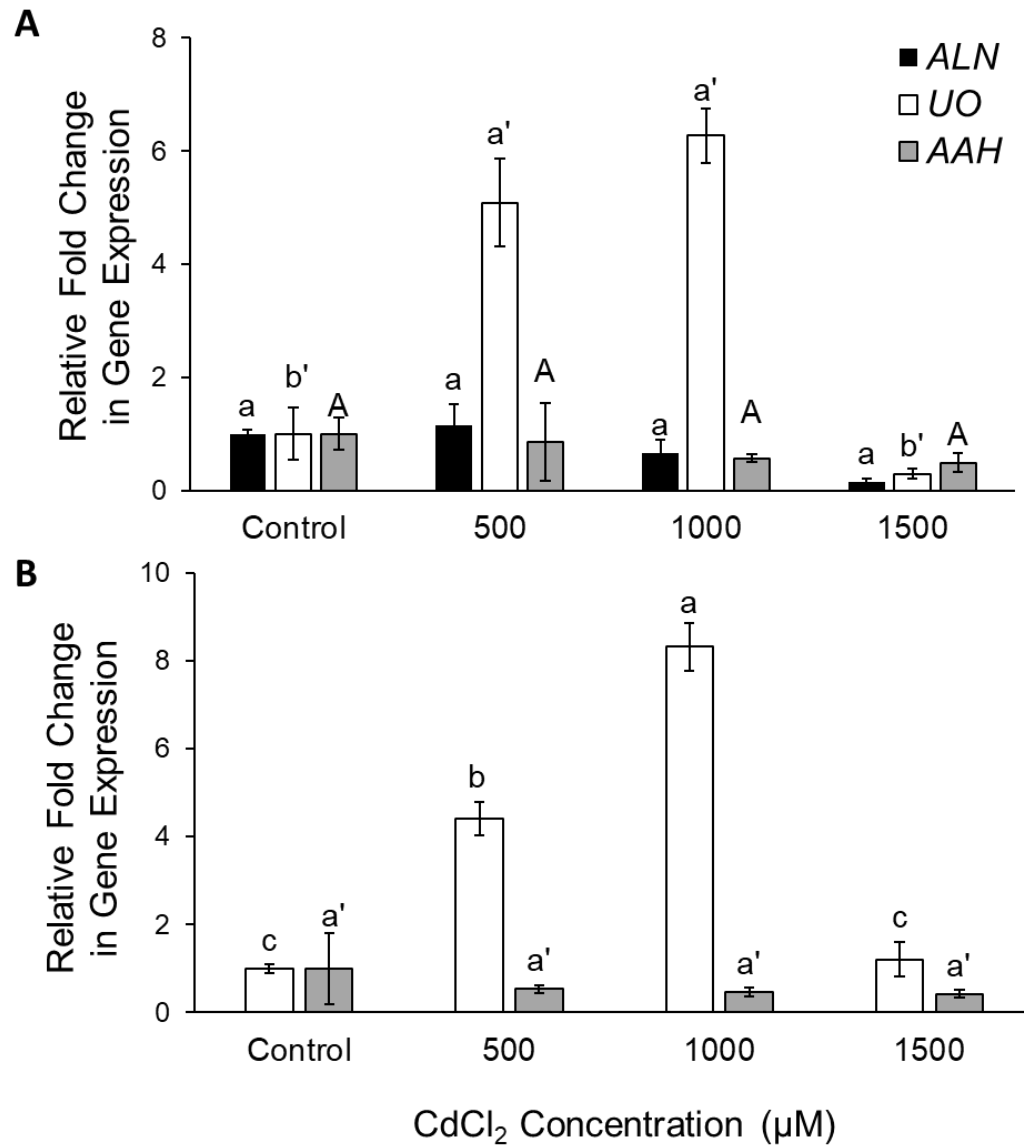 A
8
6
4
2
0
Relative Fold Change
in Gene Expression
ALN
UO
AAH
a b' A
a a' A
a a' A
a b' A
Control 500 1000 1500
B
10
8
6
4
2
0
Relative Fold Change
in Gene Expression
c a'
b a'
a a'
c a'
Control 500 1000 1500
CdCl₂ Concentration (µM)